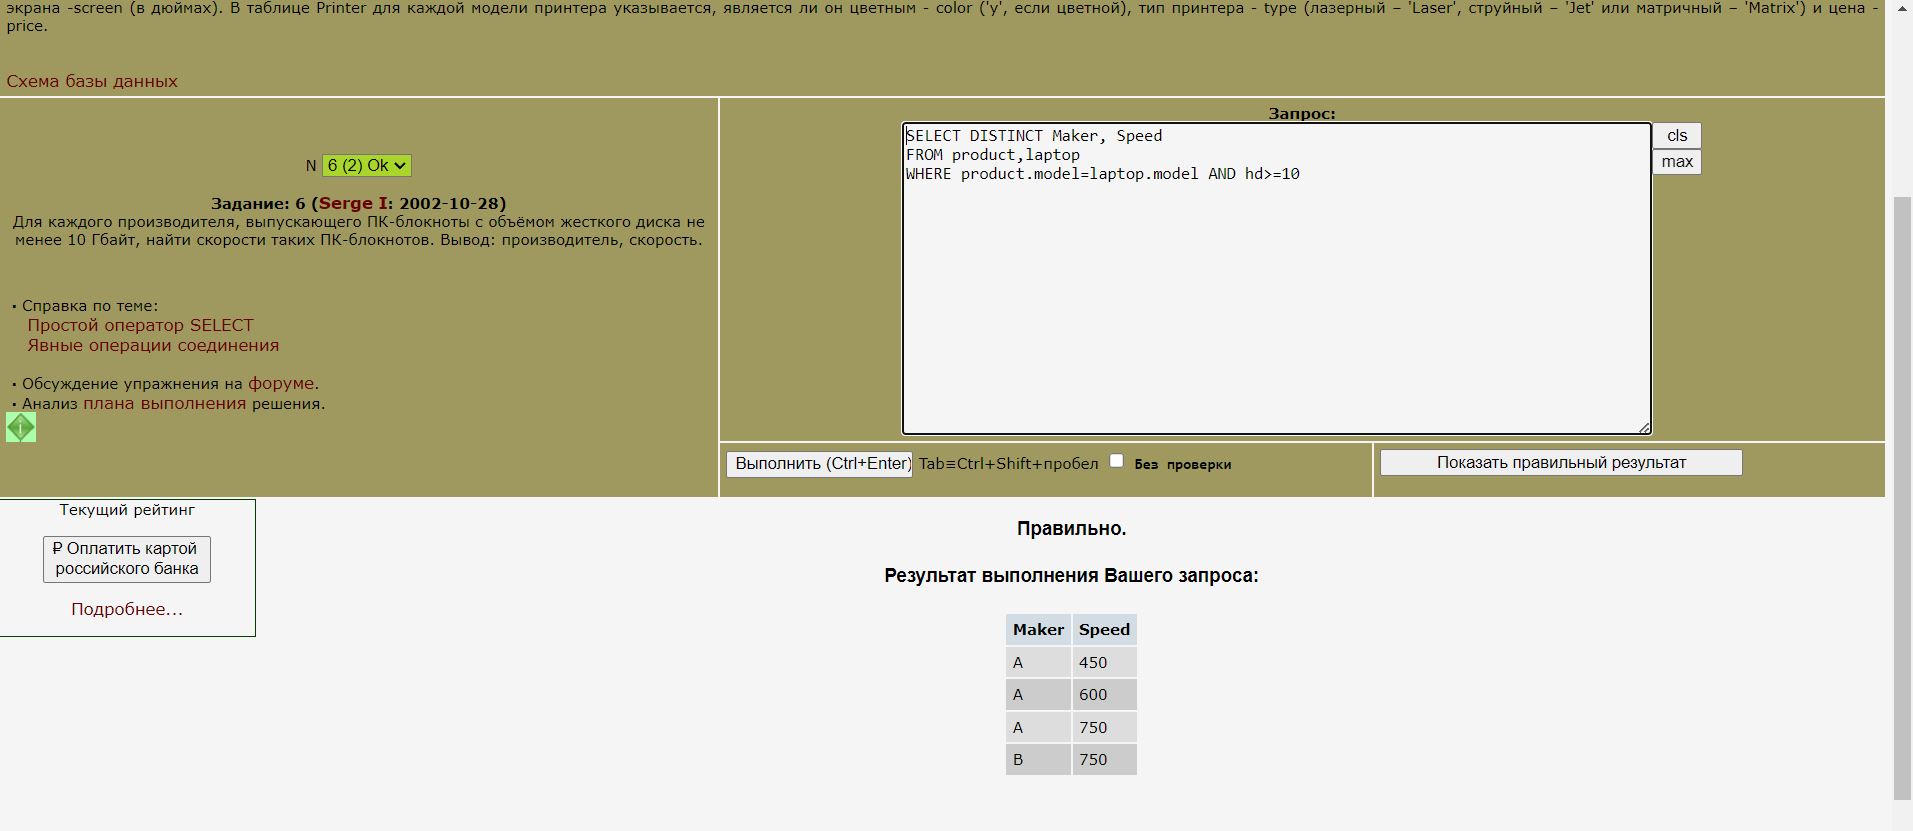 экрана -screen (в дюймах). В таблице Printer для каждой модели принтера указывается, является ли он цветным - color ('y', если цветной), тип принтера - type (лазерный – 'Laser', струйный – 'Jet' или матричный – 'Matrix') и цена -
price.
Схема базы данных
N 6 (2) Ok
Задание: 6 (Serge I: 2002-10-28)
Для каждого производителя, выпускающего ПК-блокноты c объёмом жесткого диска не
менее 10 Гбайт, найти скорости таких ПК-блокнотов. Вывод: производитель, скорость.
· Справка по теме:
Простой оператор SELECT
Явные операции соединения
· Обсуждение упражнения на форуме.
· Анализ плана выполнения решения.
Запрос:
SELECT DISTINCT Maker, Speed
FROM product,laptop
WHERE product.model=laptop.model AND hd>=10
cls
max
Выполнить (Ctrl+Enter) Tab≡Ctrl+Shift+пробел Без проверки
Показать правильный результат
Текущий рейтинг
₽ Оплатить картой
российского банка
Подробнее...
Правильно.
Результат выполнения Вашего запроса:
Maker Speed
A 450
A 600
A 750
B 750